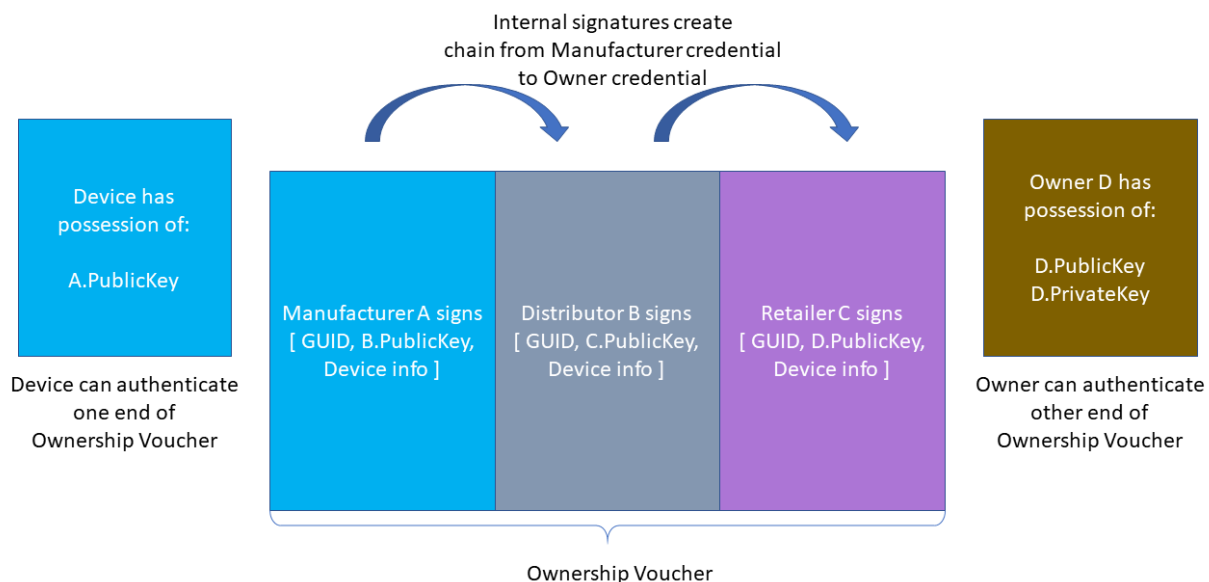 Internal signatures create
chain from Manufacturer credential
to Owner credential
Device has
possession of:
A.PublicKey
Manufacturer A signs
[ GUID, B.PublicKey,
Device info ]
Distributor B signs
[ GUID, C.PublicKey,
Device info ]
Retailer C signs
[ GUID, D.PublicKey,
Device info ]
Owner D has
possession of:
D.PublicKey
D.PrivateKey
Device can authenticate
one end of
Ownership Voucher
Owner can authenticate
other end of
Ownership Voucher
Ownership Voucher